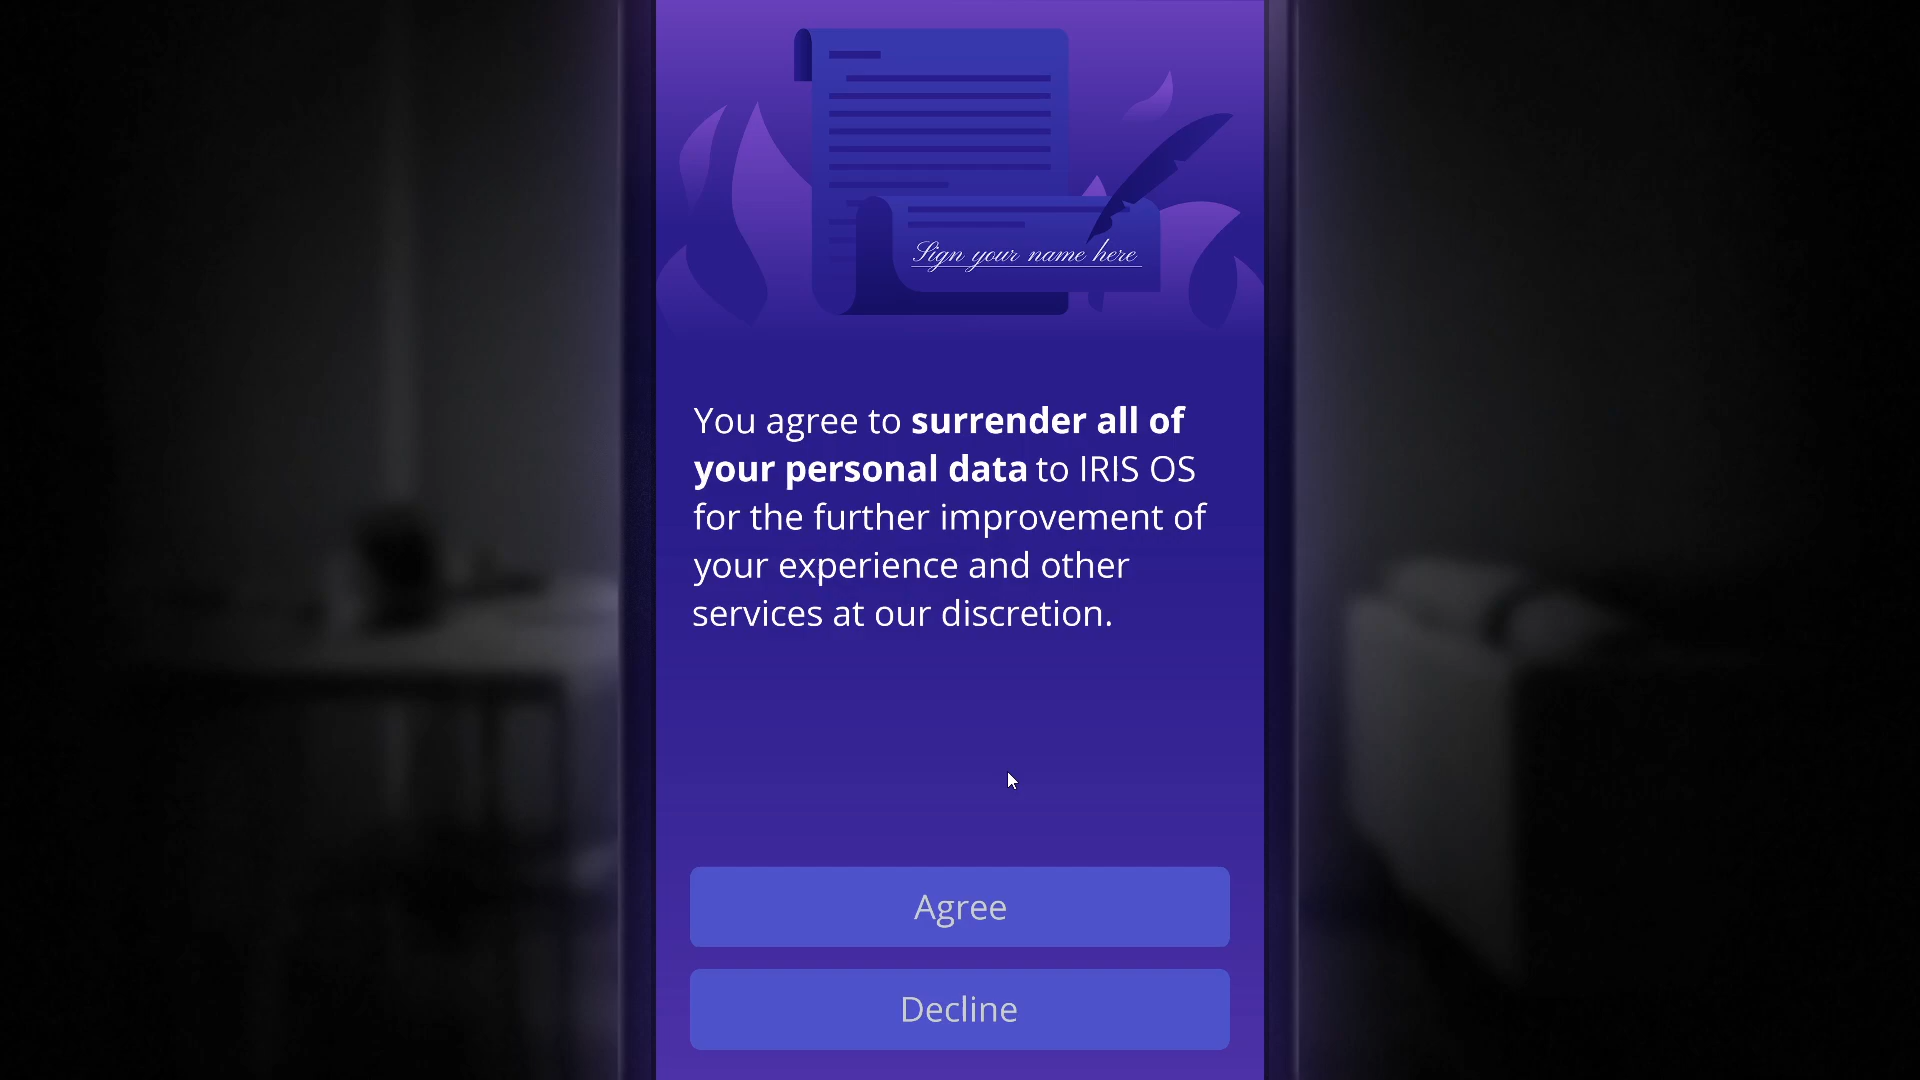 Sign your name here
You agree to surrender all of
your personal data to IRIS OS
for the further improvement of
your experience and other
services at our discretion.
Agree
Decline